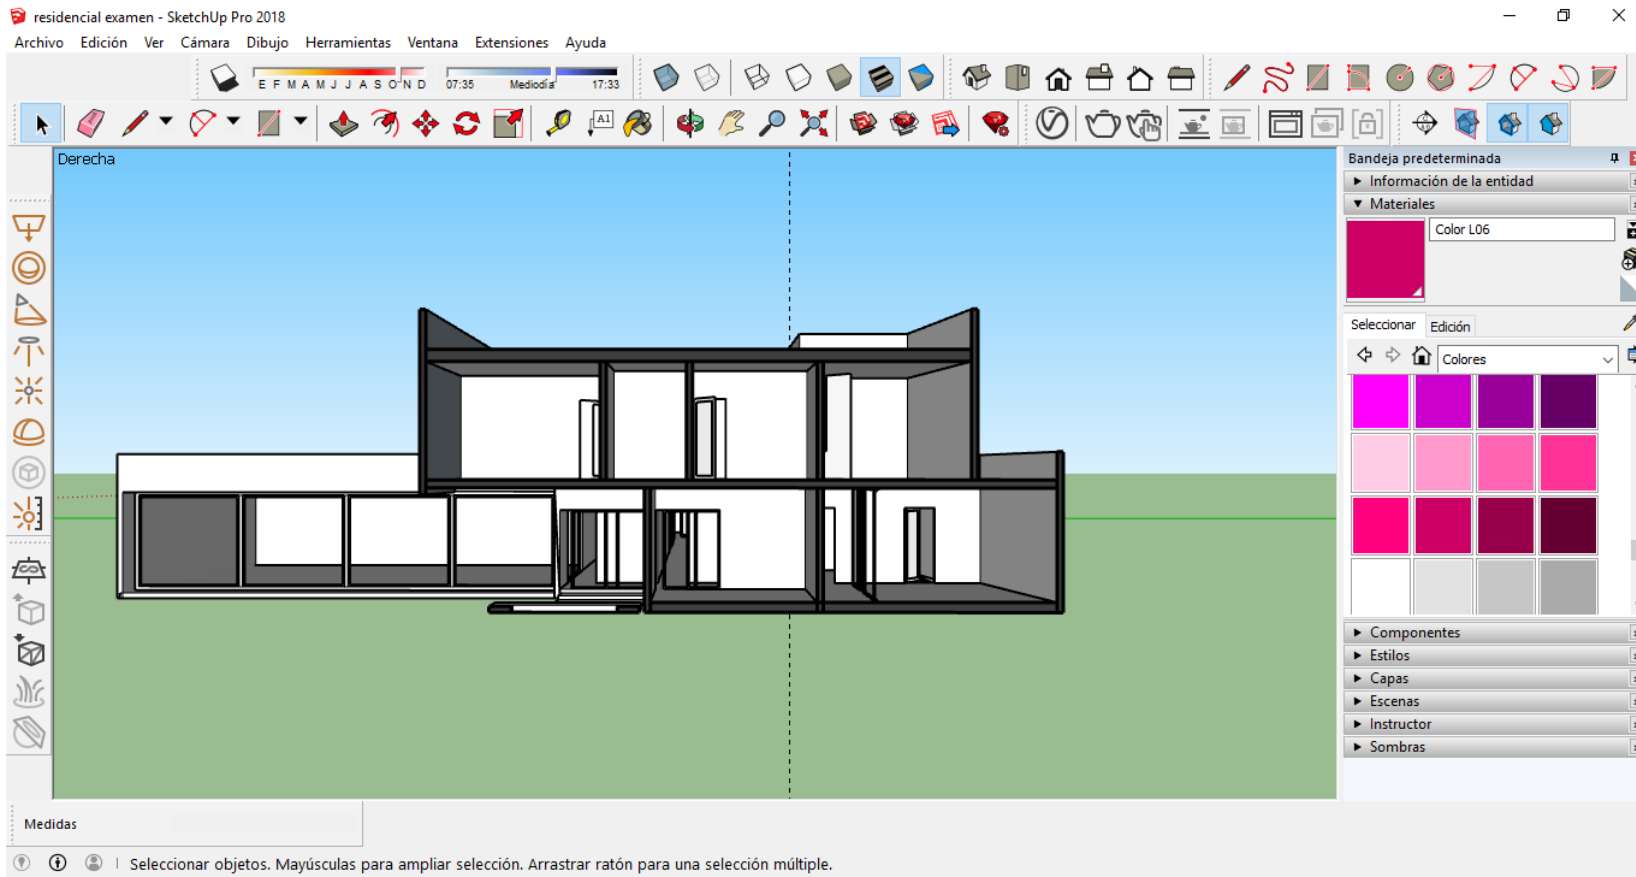 residencial examen - SketchUp Pro 2018
Archivo Edición Ver Cámara Dibujo Herramientas Ventana Extensiones Ayuda
E F M A M J J A S O N D 07:35 Mediodía 17:33
A1
Derecha
Bandeja predeterminada
Información de la entidad
Materiales
Color L06
Seleccionar Edición
Colores
Componentes
Estilos
Capas
Escenas
Instructor
Sombras
Medidas
Seleccionar objetos. Mayúsculas para ampliar selección. Arrastrar ratón para una selección múltiple.